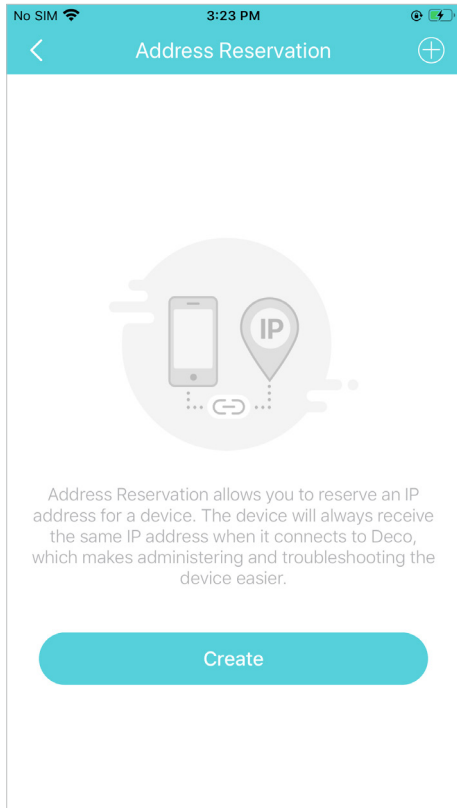 No SIM 3:23 PM
Address Reservation
IP
Address Reservation allows you to reserve an IP
address for a device. The device will always receive
the same IP address when it connects to Deco,
which makes administering and troubleshooting the
device easier.
Create